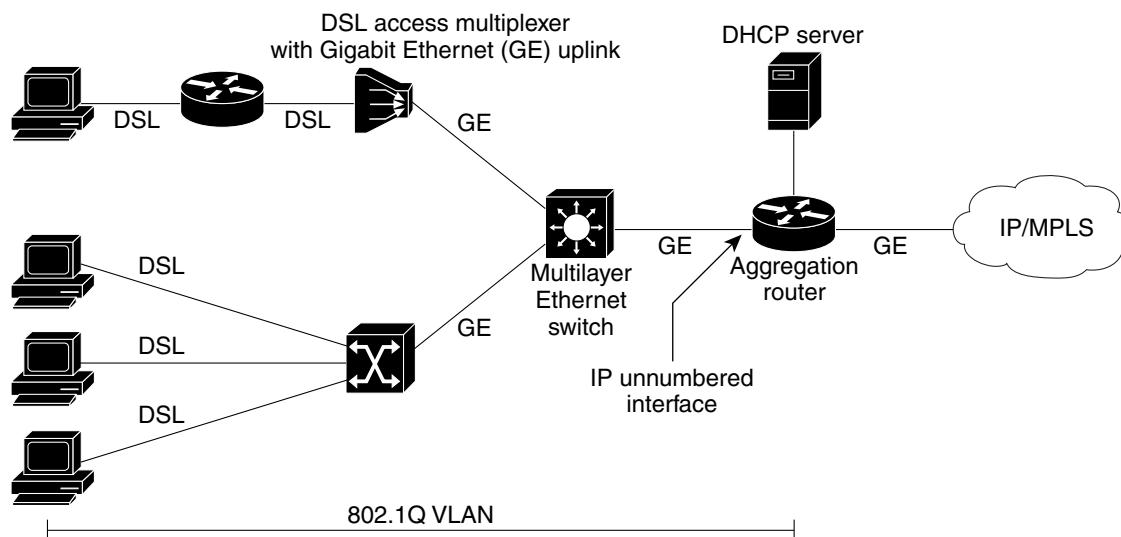 DSL access multiplexer
with Gigabit Ethernet (GE) uplink
DHCP server
DSL
DSL
GE
IP/MPLS
GE
GE
Aggregation
router
Multilayer
Ethernet
switch
DSL
DSL
DSL
GE
IP unnumbered
interface
802.1Q VLAN